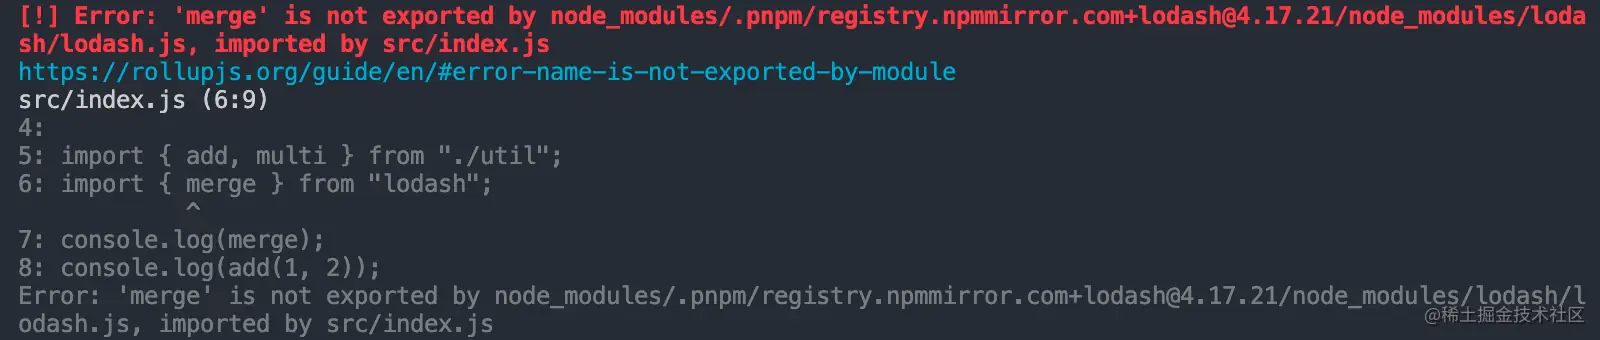 [!] Error: 'merge' is not exported by node_modules/.pnpm/registry.npmmirror.com+lodash@4.17.21/node_modules/loda
sh/lodash.js, imported by src/index.js
https://rollupjs.org/guide/en/#error-name-is-not-exported-by-module
src/index.js (6:9)
4:
5: import { add, multi } from "./util";
6: import { merge } from "lodash";
^
7: console.log(merge);
8: console.log(add(1, 2));
Error: 'merge' is not exported by node_modules/.pnpm/registry.npmmirror.com+lodash@4.17.21/node_modules/lodash/l
odash.js, imported by src/index.js
@稀土掘金技术社区